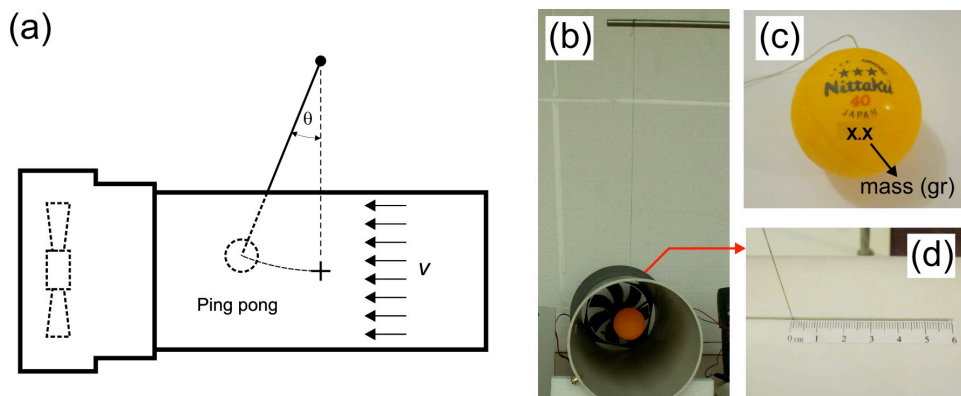 (a)
θ
v
Ping pong
(b)
(c)
★★★
Nittaku
40
JAPAN
x.x
mass (gr)
(d)
0 cm 1 2 3 4 5 6